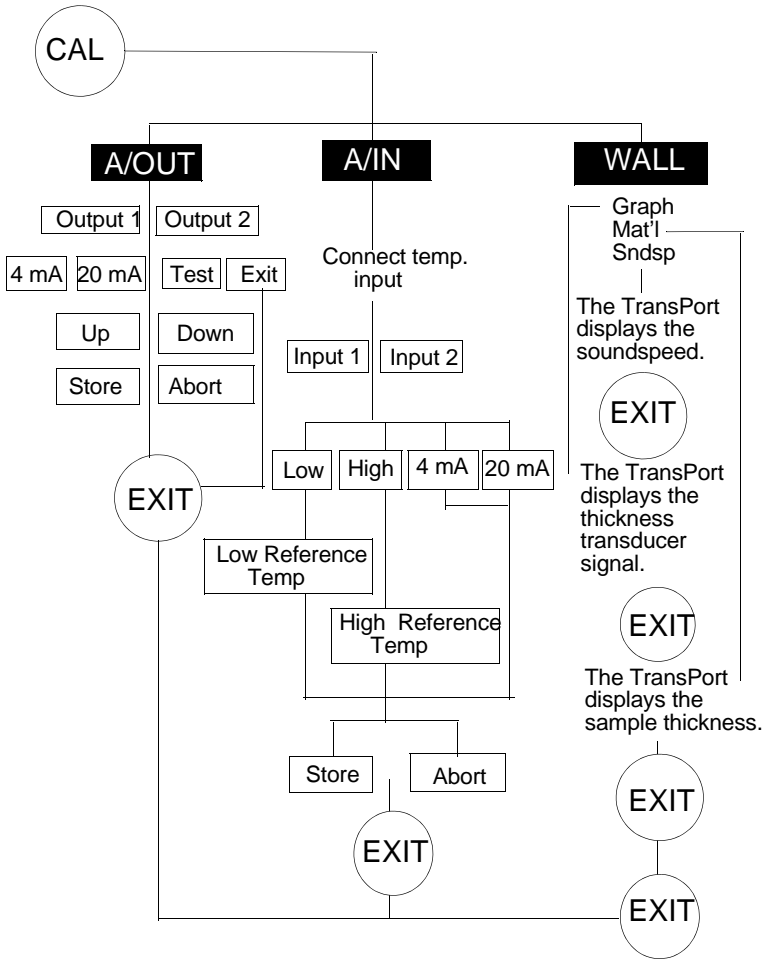 CAL
A/OUT
A/IN
WALL
Output 1
Output 2
4 mA
20 mA
Test
Exit
Up
Down
Store
Abort
EXIT
Connect temp.
input
Input 1
Input 2
Low
High
4 mA
20 mA
Low Reference
Temp
High Reference
Temp
Store
Abort
EXIT
Graph
Mat'l
Sndsp
The TransPort
displays the
soundspeed.
EXIT
The TransPort
displays the
thickness
transducer
signal.
EXIT
The TransPort
displays the
sample thickness.
EXIT
EXIT